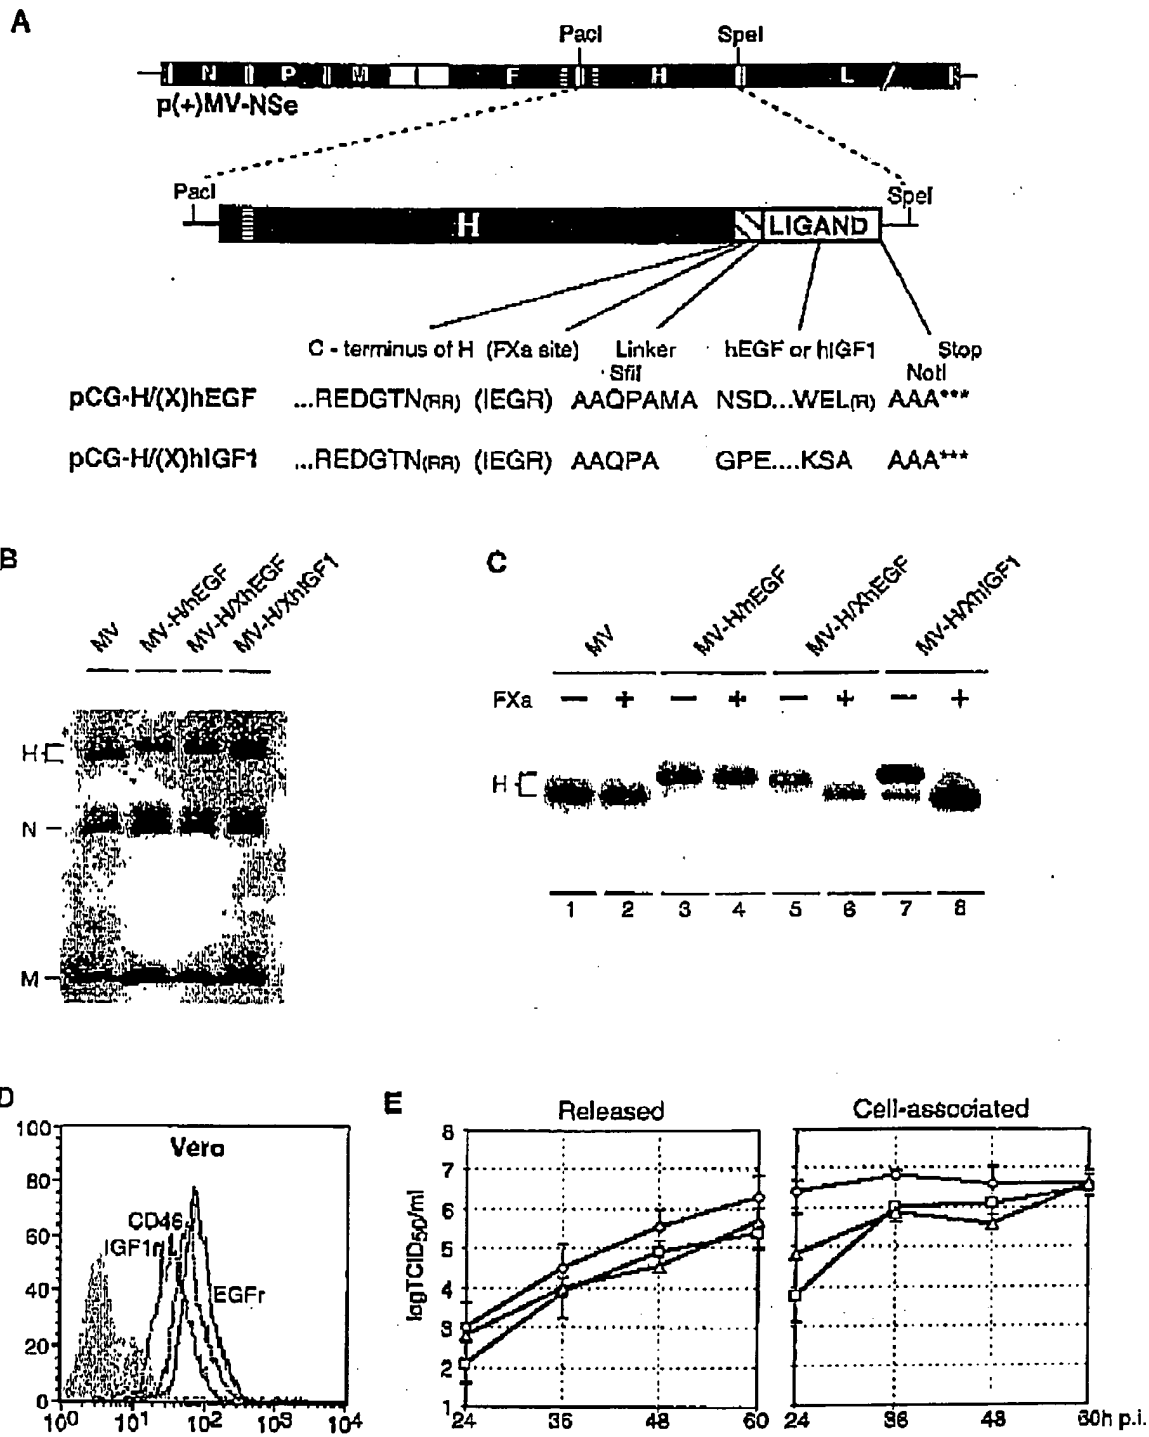 A
PacI SpeI
N P M F H L
p(+)MV-NSe
PacI SpeI
H LIGAND
C - terminus of H (FXa site) Linker hEGF or hIGF1 Stop
SfiI NotI
pCG-H/(X)hEGF ...REDGTN(RR) (IEGR) AAQPAMA NSD...WEL(R) AAA***
pCG-H/(X)hIGF1 ...REDGTN(RR) (IEGR) AAQPA GPE....KSA AAA***
B
MV MV-H/hEGF MV-H/XhEGF MV-H/XhIGF1
H
N
M
C
MV MV-H/hEGF MV-H/XhEGF MV-H/XhIGF1
FXa − + − + − + − +
H
1 2 3 4 5 6 7 8
D
Vero
100
80
60
40
20
0
CD46
IGF1r
EGFr
10⁰ 10¹ 10² 10³ 10⁴
E
Released Cell-associated
logTCID50/ml
8
7
6
5
4
3
2
1
24 36 48 60 24 36 48 60h p.i.